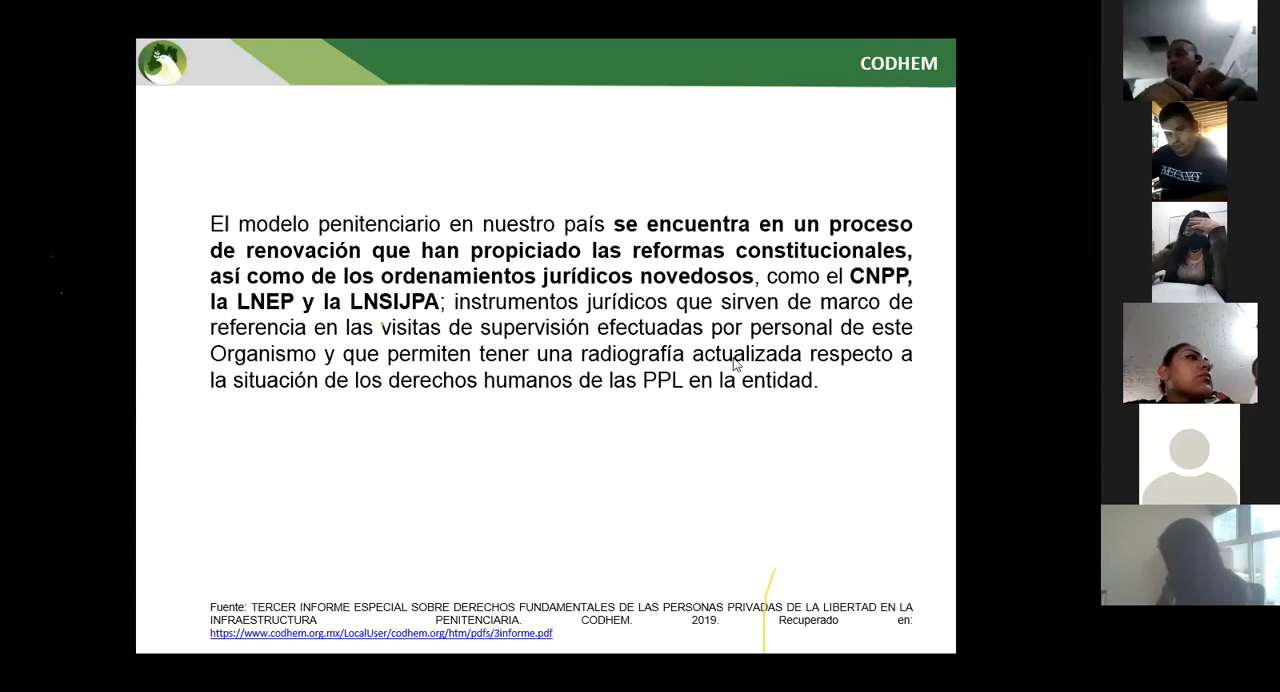 CODHEM
El modelo penitenciario en nuestro país se encuentra en un proceso
de renovación que han propiciado las reformas constitucionales,
así como de los ordenamientos jurídicos novedosos, como el CNPP,
la LNEP y la LNSIJPA; instrumentos jurídicos que sirven de marco de
referencia en las visitas de supervisión efectuadas por personal de este
Organismo y que permiten tener una radiografía actualizada respecto a
la situación de los derechos humanos de las PPL en la entidad.
Fuente: TERCER INFORME ESPECIAL SOBRE DERECHOS FUNDAMENTALES DE LAS PERSONAS PRIVADAS DE LA LIBERTAD EN LA
INFRAESTRUCTURA PENITENCIARIA. CODHEM. 2019. Recuperado en:
https://www.codhem.org.mx/LocalUser/codhem.org/htm/pdfs/3informe.pdf